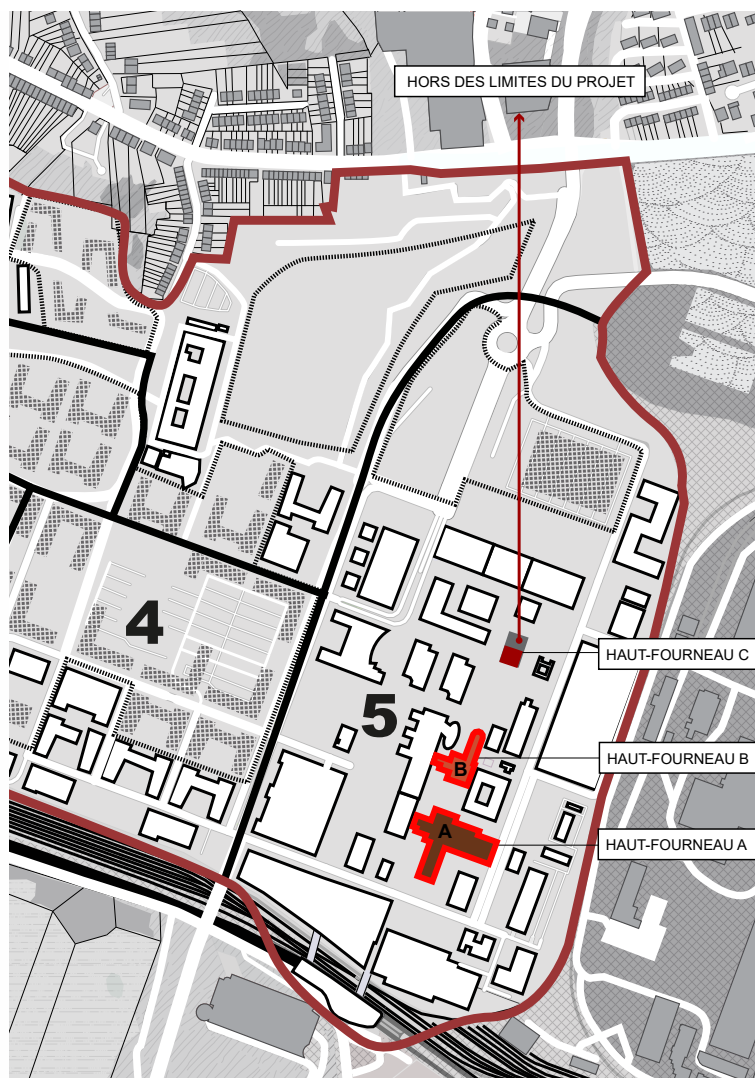 HORS DES LIMITES DU PROJET
4
HAUT-FOURNEAU C
5
B
HAUT-FOURNEAU B
A
HAUT-FOURNEAU A